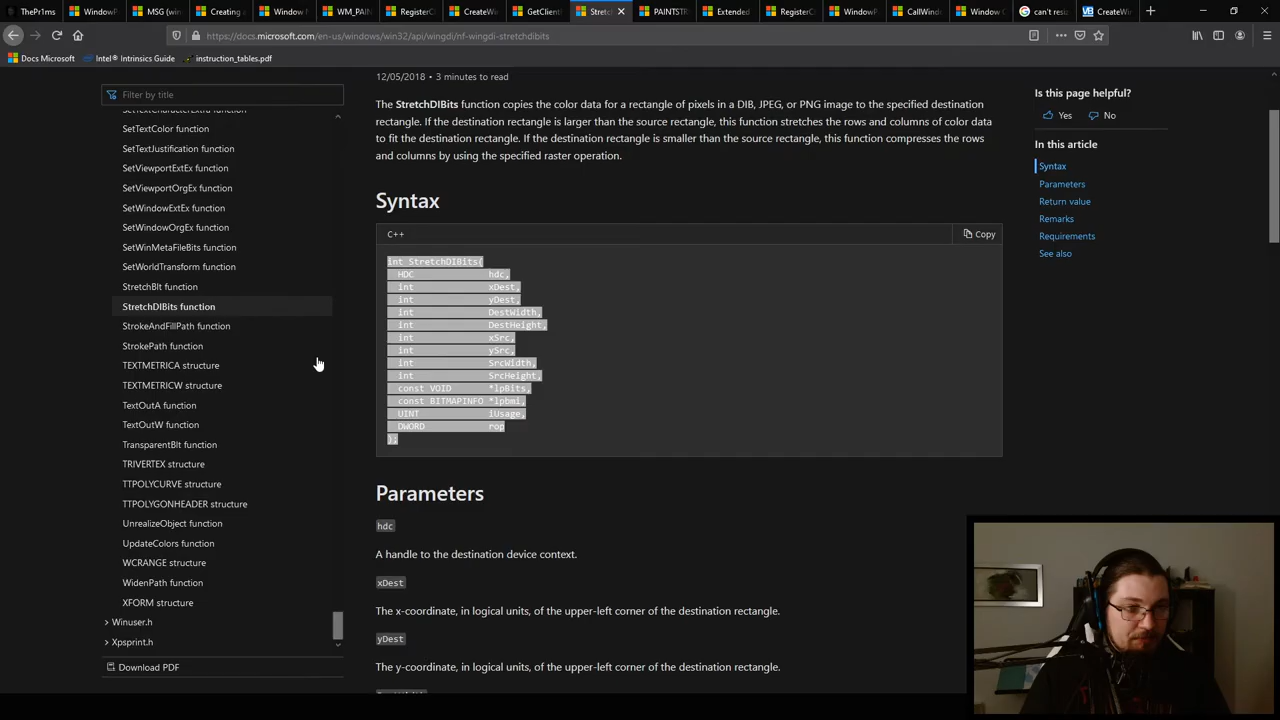 ThePr1ms
WindowP
MSG (win
Creating a
Window F
WM_PAIN
RegisterCl
CreateWin
GetClient
Stretc
PAINTSTR
Extended
RegisterCl
WindowP
CallWindo
Window C
can't resu
CreateWin
https://docs.microsoft.com/en-us/windows/win32/api/wingdi/nf-wingdi-stretchdibits
Docs Microsoft
Intel® Intrinsics Guide
instruction_tables.pdf
Filter by title
SetTextCharacterExtra function
SetTextColor function
SetTextJustification function
SetViewportExtEx function
SetViewportOrgEx function
SetWindowExtEx function
SetWindowOrgEx function
SetWinMetaFileBits function
SetWorldTransform function
StretchBlt function
StretchDIBits function
StrokeAndFillPath function
StrokePath function
TEXTMETRICA structure
TEXTMETRICW structure
TextOutA function
TextOutW function
TransparentBlt function
TRIVERTEX structure
TTPOLYCURVE structure
TTPOLYGONHEADER structure
UnrealizeObject function
UpdateColors function
WCRANGE structure
WidenPath function
XFORM structure
Winuser.h
Xpsprint.h
Download PDF
12/05/2018 • 3 minutes to read
The StretchDIBits function copies the color data for a rectangle of pixels in a DIB, JPEG, or PNG image to the specified destination
rectangle. If the destination rectangle is larger than the source rectangle, this function stretches the rows and columns of color data
to fit the destination rectangle. If the destination rectangle is smaller than the source rectangle, this function compresses the rows
and columns by using the specified raster operation.
Syntax
C++
Copy
int StretchDIBits(
HDC hdc,
int xDest,
int yDest,
int DestWidth,
int DestHeight,
int xSrc,
int ySrc,
int SrcWidth,
int SrcHeight,
const VOID *lpBits,
const BITMAPINFO *lpbmi,
UINT iUsage,
DWORD rop
);
Parameters
hdc
A handle to the destination device context.
xDest
The x-coordinate, in logical units, of the upper-left corner of the destination rectangle.
yDest
The y-coordinate, in logical units, of the upper-left corner of the destination rectangle.
Is this page helpful?
Yes
No
In this article
Syntax
Parameters
Return value
Remarks
Requirements
See also